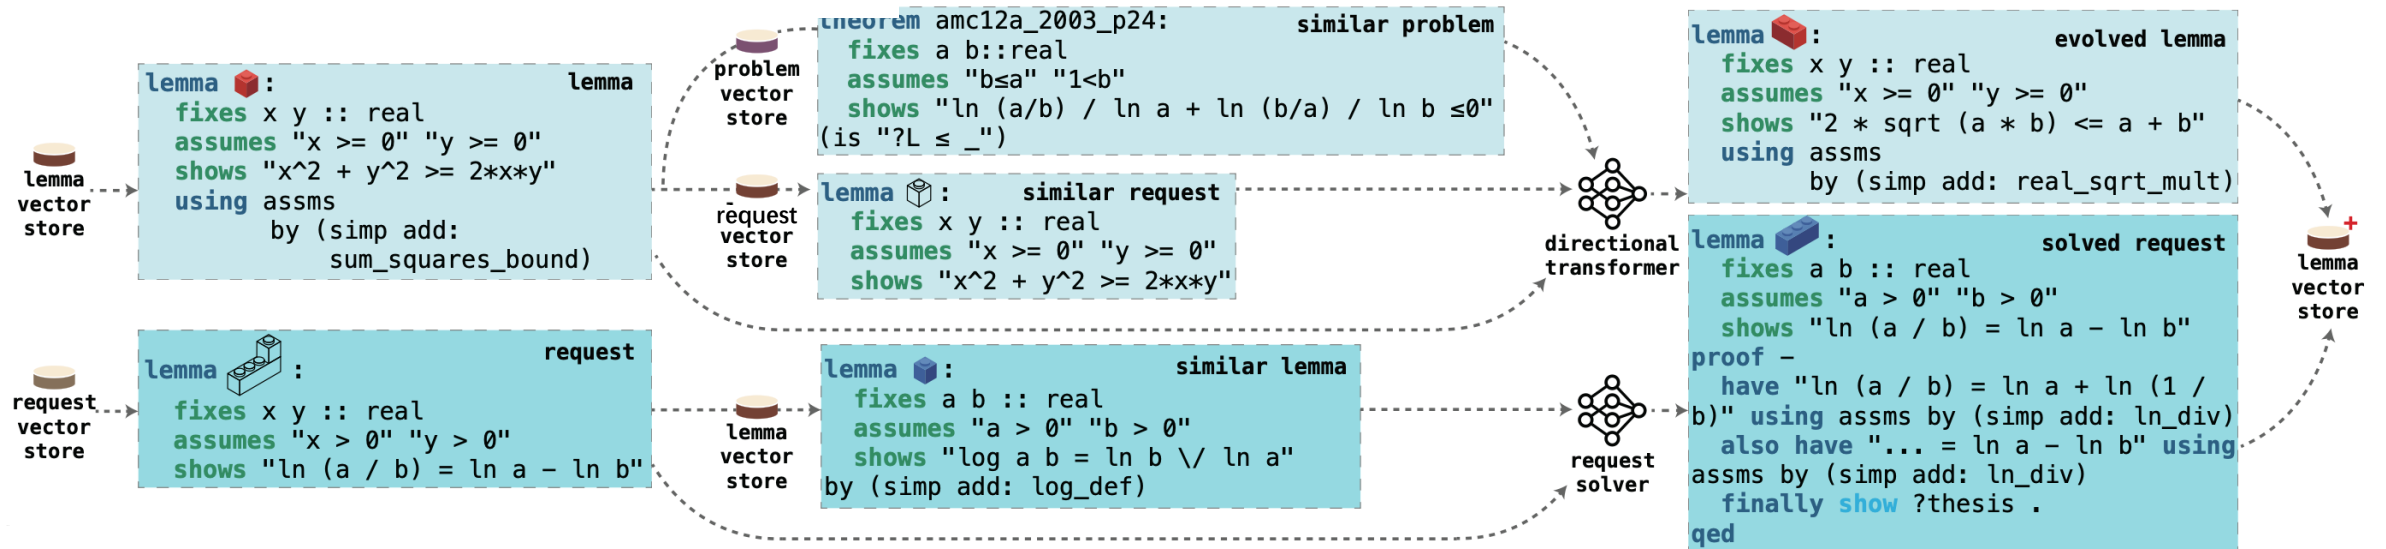 lemma
vector
store
lemma :
lemma
fixes x y :: real
assumes "x >= 0" "y >= 0"
shows "x^2 + y^2 >= 2*x*y"
using assms
by (simp add:
sum_squares_bound)
problem
vector
store
theorem amc12a_2003_p24:
similar problem
fixes a b::real
assumes "b≤a" "1<b"
shows "ln (a/b) / ln a + ln (b/a) / ln b ≤0"
(is "?L ≤ _")
request
vector
store
lemma :
similar request
fixes x y :: real
assumes "x >= 0" "y >= 0"
shows "x^2 + y^2 >= 2*x*y"
directional
transformer
lemma :
evolved lemma
fixes x y :: real
assumes "x >= 0" "y >= 0"
shows "2 * sqrt (a * b) <= a + b"
using assms
by (simp add: real_sqrt_mult)
request
vector
store
lemma :
request
fixes x y :: real
assumes "x > 0" "y > 0"
shows "ln (a / b) = ln a − ln b"
lemma
vector
store
lemma :
similar lemma
fixes a b :: real
assumes "a > 0" "b > 0"
shows "log a b = ln b \/ ln a"
by (simp add: log_def)
request
solver
lemma :
solved request
fixes a b :: real
assumes "a > 0" "b > 0"
shows "ln (a / b) = ln a − ln b"
proof −
have "ln (a / b) = ln a + ln (1 /
b)" using assms by (simp add: ln_div)
also have "... = ln a − ln b" using
assms by (simp add: ln_div)
finally show ?thesis .
qed
+
lemma
vector
store